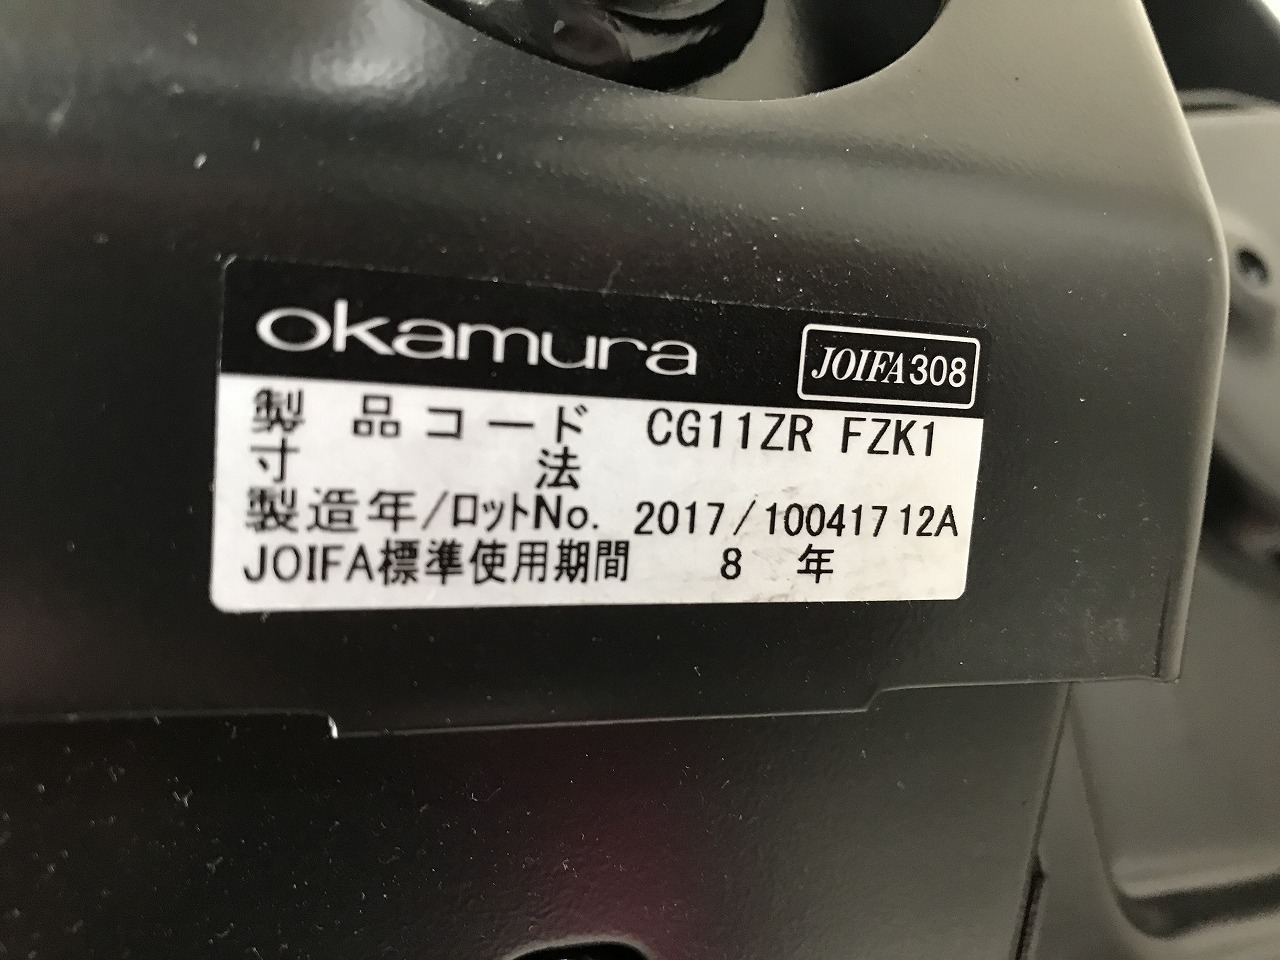 okamura JOIFA308
製品コード CG11ZR FZK1
寸法
製造年/ロットNo. 2017/10041712A
JOIFA標準使用期間 8 年